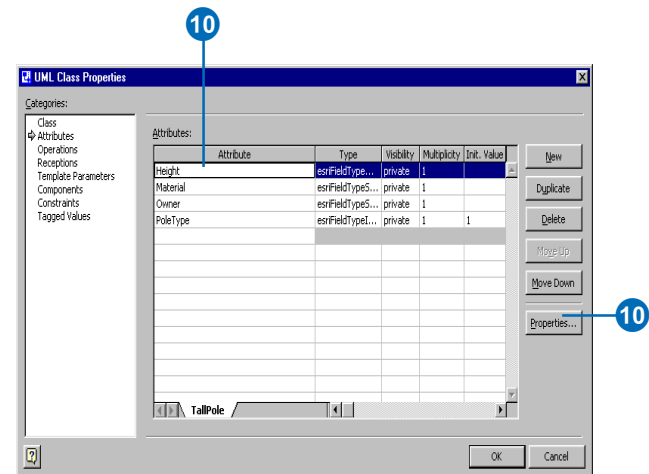 10
UML Class Properties
Categories:
Class
Attributes
Operations
Receptions
Template Parameters
Components
Constraints
Tagged Values
Attributes:
Attribute Type Visibility Multiplicity Init. Value
Height esriFieldType... private 1
Material esriFieldTypeS... private 1
Owner esriFieldTypeS... private 1
PoleType esriFieldTypeI... private 1 1
TallPole
New
Duplicate
Delete
Move Up
Move Down
Properties...
10
?
OK Cancel